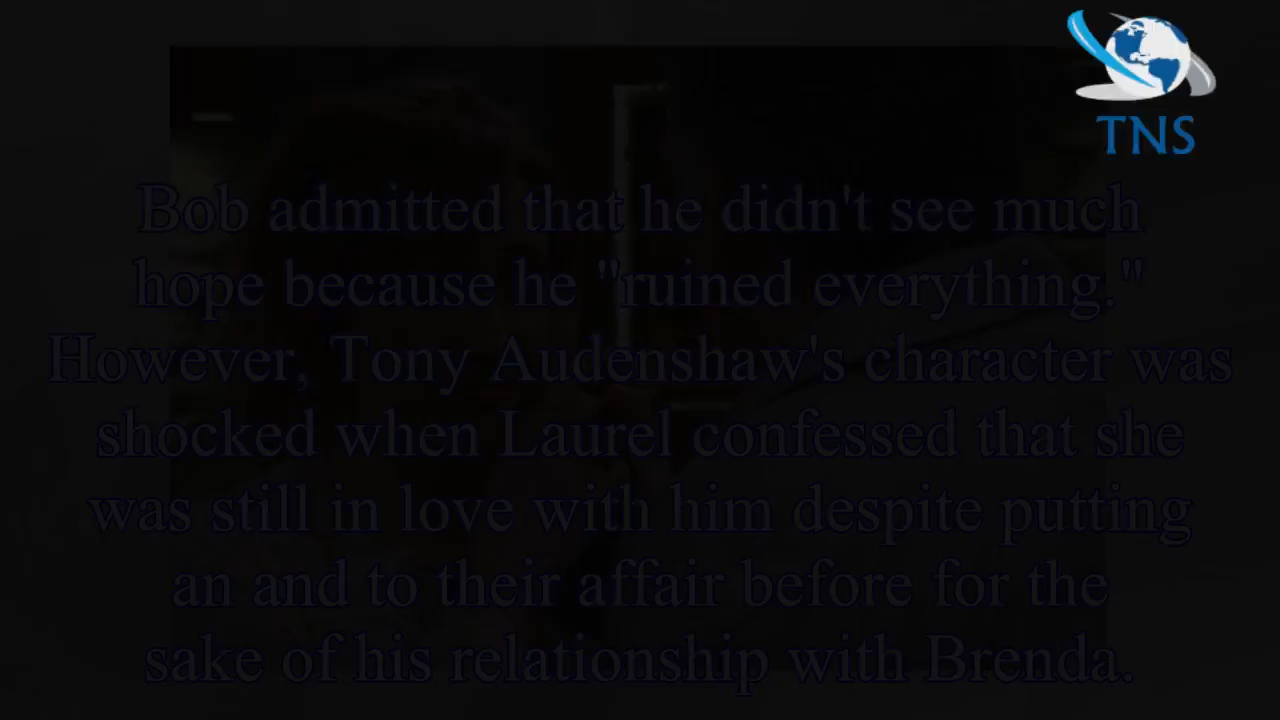 TNS
Bob admitted that he didn't see much
hope because he "ruined everything."
However, Tony Audenshaw's character was
shocked when Laurel confessed that she
was still in love with him despite putting
an and to their affair before for the
sake of his relationship with Brenda.